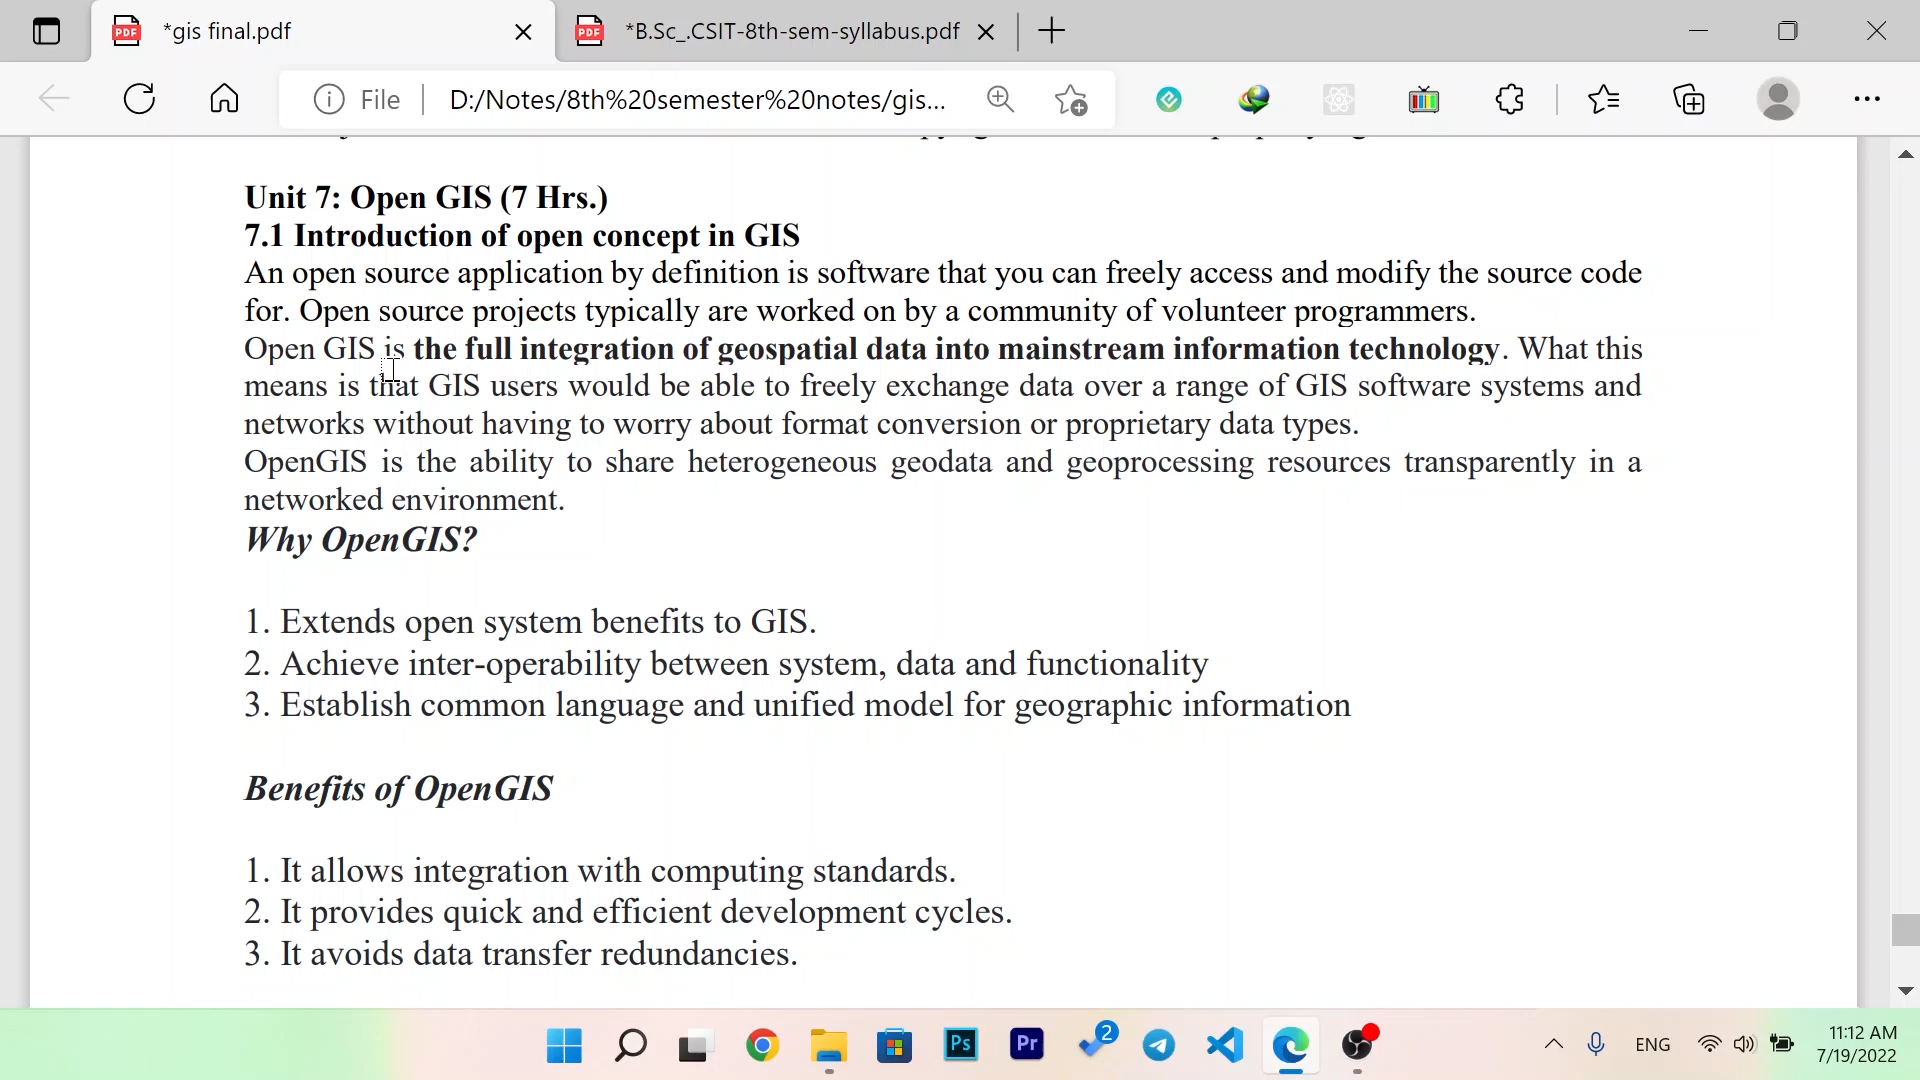 *gis final.pdf
*B.Sc_.CSIT-8th-sem-syllabus.pdf
File
D:/Notes/8th%20semester%20notes/gis...
Unit 7: Open GIS (7 Hrs.)
7.1 Introduction of open concept in GIS
An open source application by definition is software that you can freely access and modify the source code
for. Open source projects typically are worked on by a community of volunteer programmers.
Open GIS is the full integration of geospatial data into mainstream information technology. What this
means is that GIS users would be able to freely exchange data over a range of GIS software systems and
networks without having to worry about format conversion or proprietary data types.
OpenGIS is the ability to share heterogeneous geodata and geoprocessing resources transparently in a
networked environment.
Why OpenGIS?
1. Extends open system benefits to GIS.
2. Achieve inter-operability between system, data and functionality
3. Establish common language and unified model for geographic information
Benefits of OpenGIS
1. It allows integration with computing standards.
2. It provides quick and efficient development cycles.
3. It avoids data transfer redundancies.
Ps
Pr
2
ENG
11:12 AM
7/19/2022